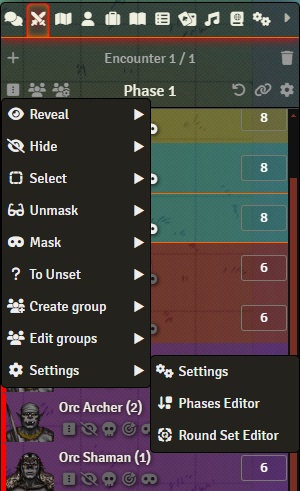 Encounter 1 / 1
Phase 1
8
Reveal
8
Hide
Select
8
Unmask
Mask
6
To Unset
Create group
6
Edit groups
Settings
Settings
Phases Editor
Orc Archer (2)
Round Set Editor
Orc Shaman (1)
6